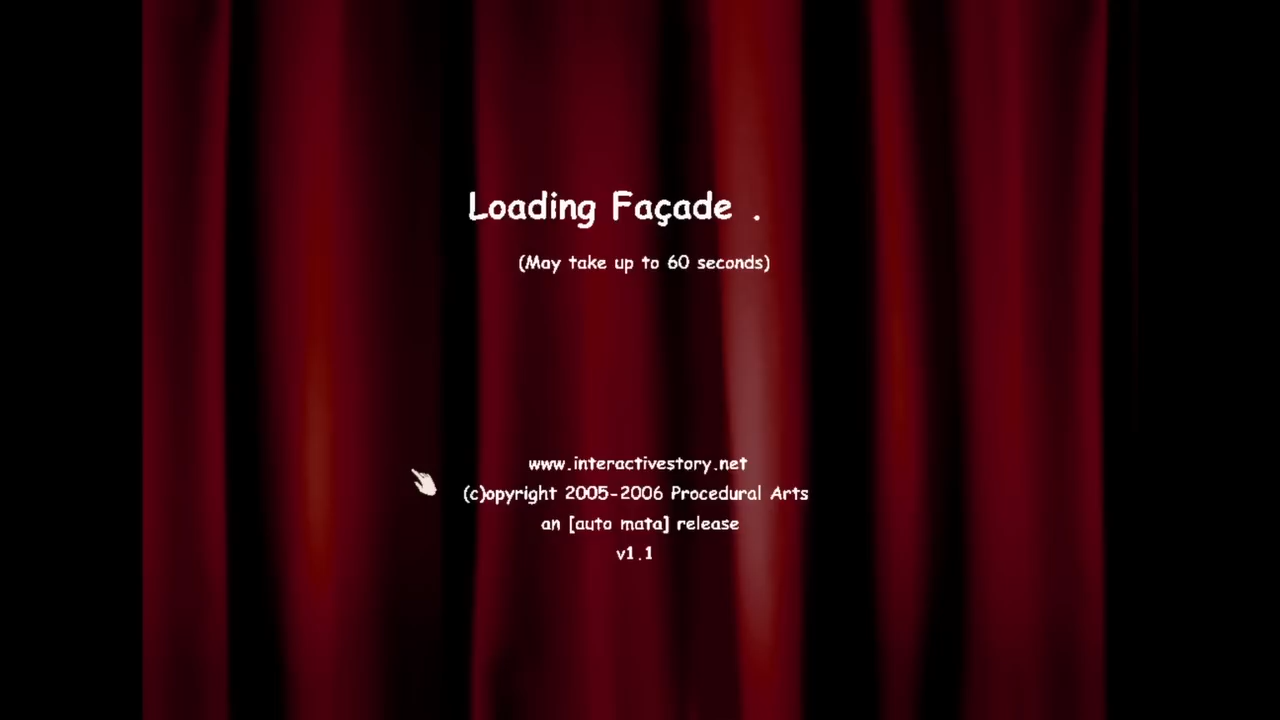 Loading Façade .
(May take up to 60 seconds)
www.interactivestory.net
(c)opyright 2005-2006 Procedural Arts
an [auto mata] release
v1.1